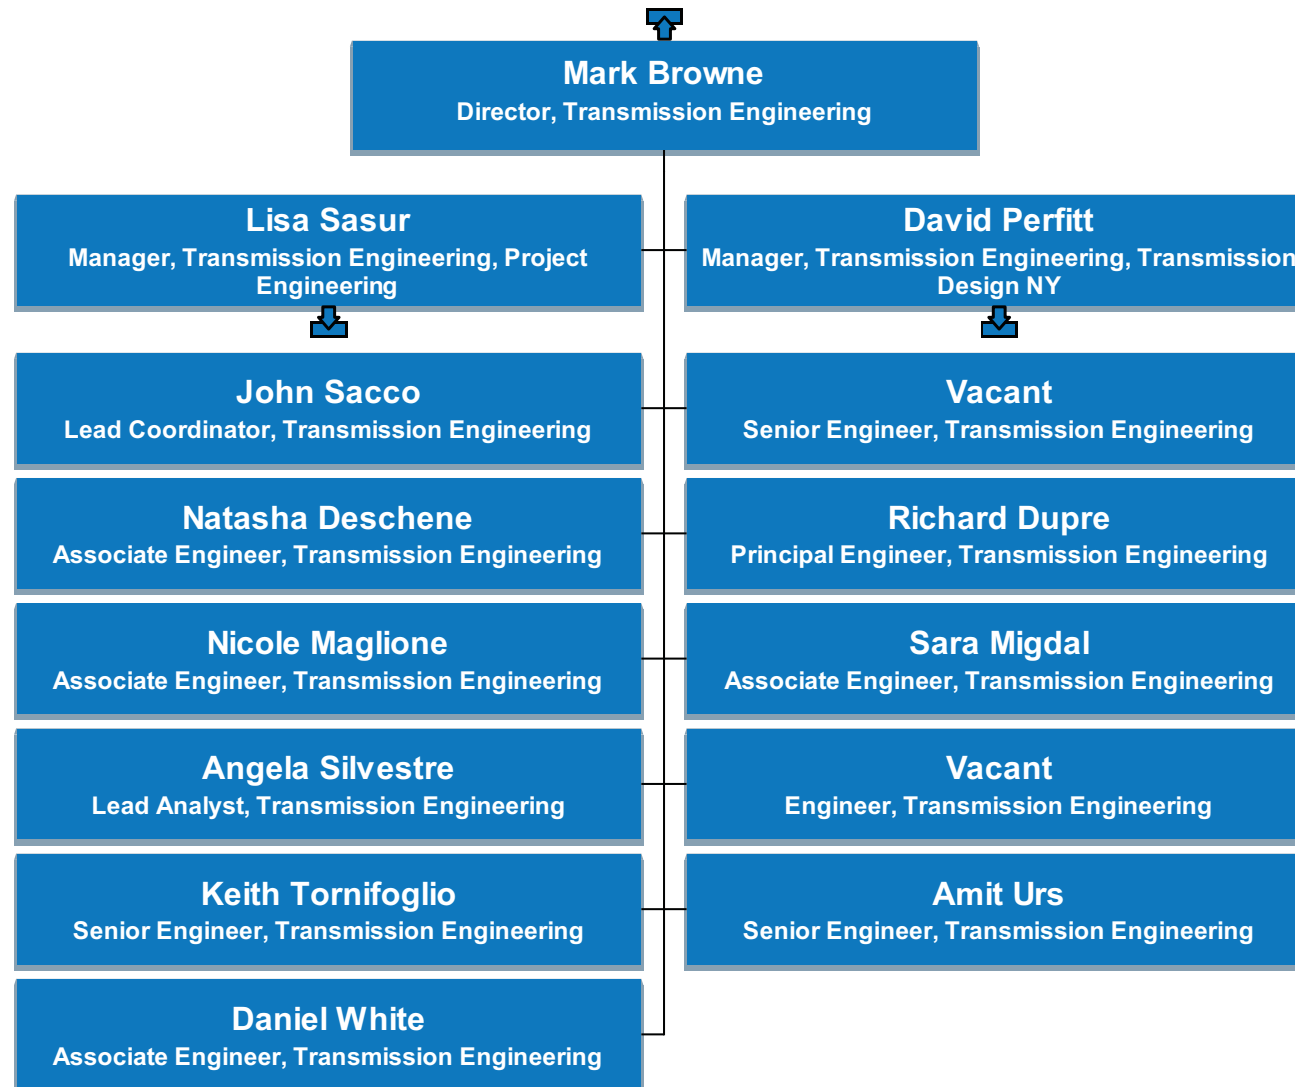 Mark Browne
Director, Transmission Engineering
Lisa Sasur
Manager, Transmission Engineering, Project
Engineering
David Perfitt
Manager, Transmission Engineering, Transmission
Design NY
John Sacco
Lead Coordinator, Transmission Engineering
Vacant
Senior Engineer, Transmission Engineering
Natasha Deschene
Associate Engineer, Transmission Engineering
Richard Dupre
Principal Engineer, Transmission Engineering
Nicole Maglione
Associate Engineer, Transmission Engineering
Sara Migdal
Associate Engineer, Transmission Engineering
Angela Silvestre
Lead Analyst, Transmission Engineering
Vacant
Engineer, Transmission Engineering
Keith Tornifoglio
Senior Engineer, Transmission Engineering
Amit Urs
Senior Engineer, Transmission Engineering
Daniel White
Associate Engineer, Transmission Engineering